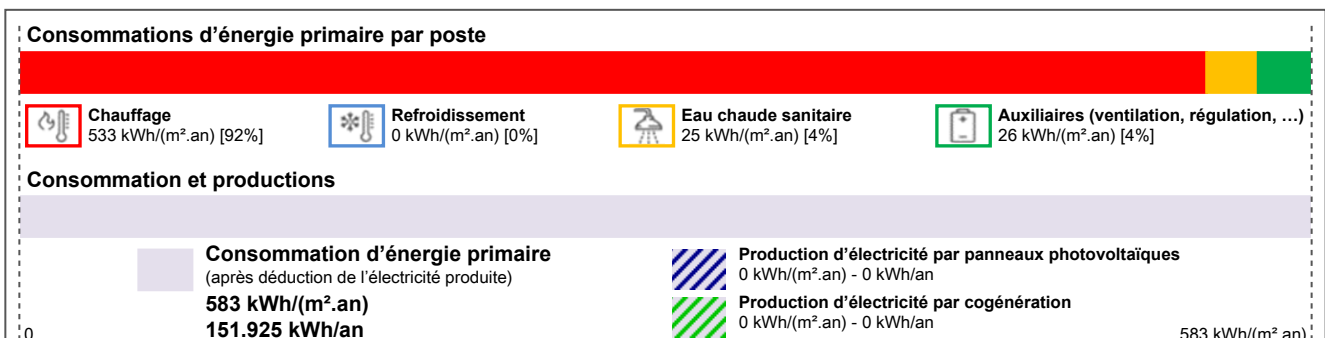 Consommations d'énergie primaire par poste
Chauffage
533 kWh/(m².an) [92%]
Refroidissement
0 kWh/(m².an) [0%]
Eau chaude sanitaire
25 kWh/(m².an) [4%]
Auxiliaires (ventilation, régulation, …)
26 kWh/(m².an) [4%]
Consommation et productions
Consommation d'énergie primaire
(après déduction de l'électricité produite)
583 kWh/(m².an)
151.925 kWh/an
Production d'électricité par panneaux photovoltaïques
0 kWh/(m².an) - 0 kWh/an
Production d'électricité par cogénération
0 kWh/(m².an) - 0 kWh/an
0
583 kWh/(m².an)